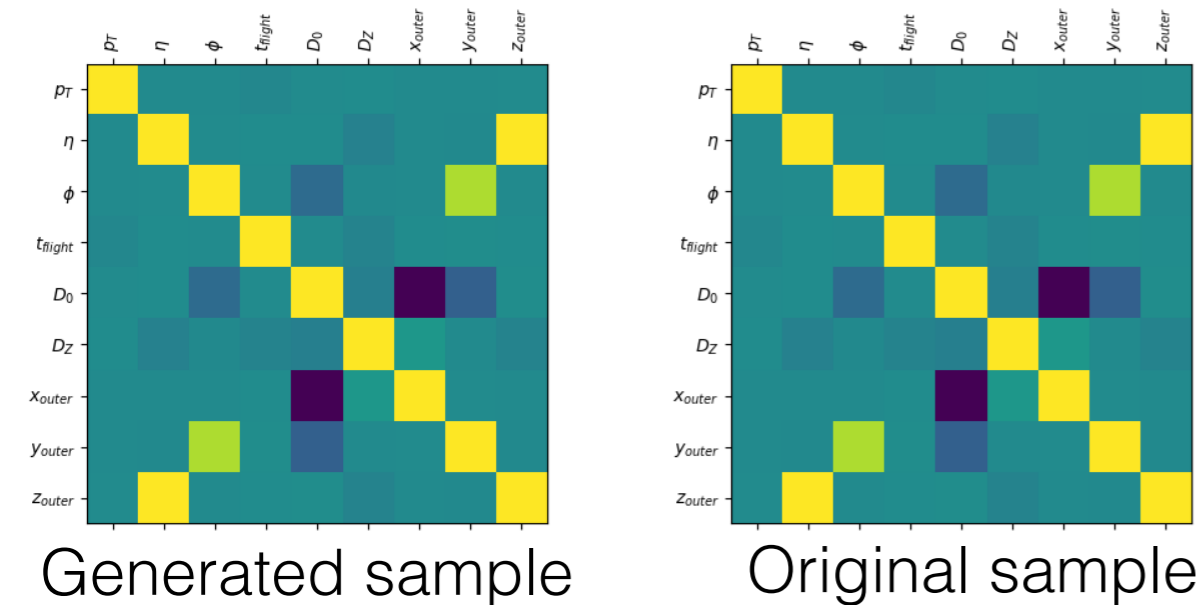 p_T η ϕ t_flight D_0 D_Z x_outer y_outer z_outer
p_T
η
ϕ
t_flight
D_0
D_Z
x_outer
y_outer
z_outer
Generated sample
p_T η ϕ t_flight D_0 D_Z x_outer y_outer z_outer
p_T
η
ϕ
t_flight
D_0
D_Z
x_outer
y_outer
z_outer
Original sample